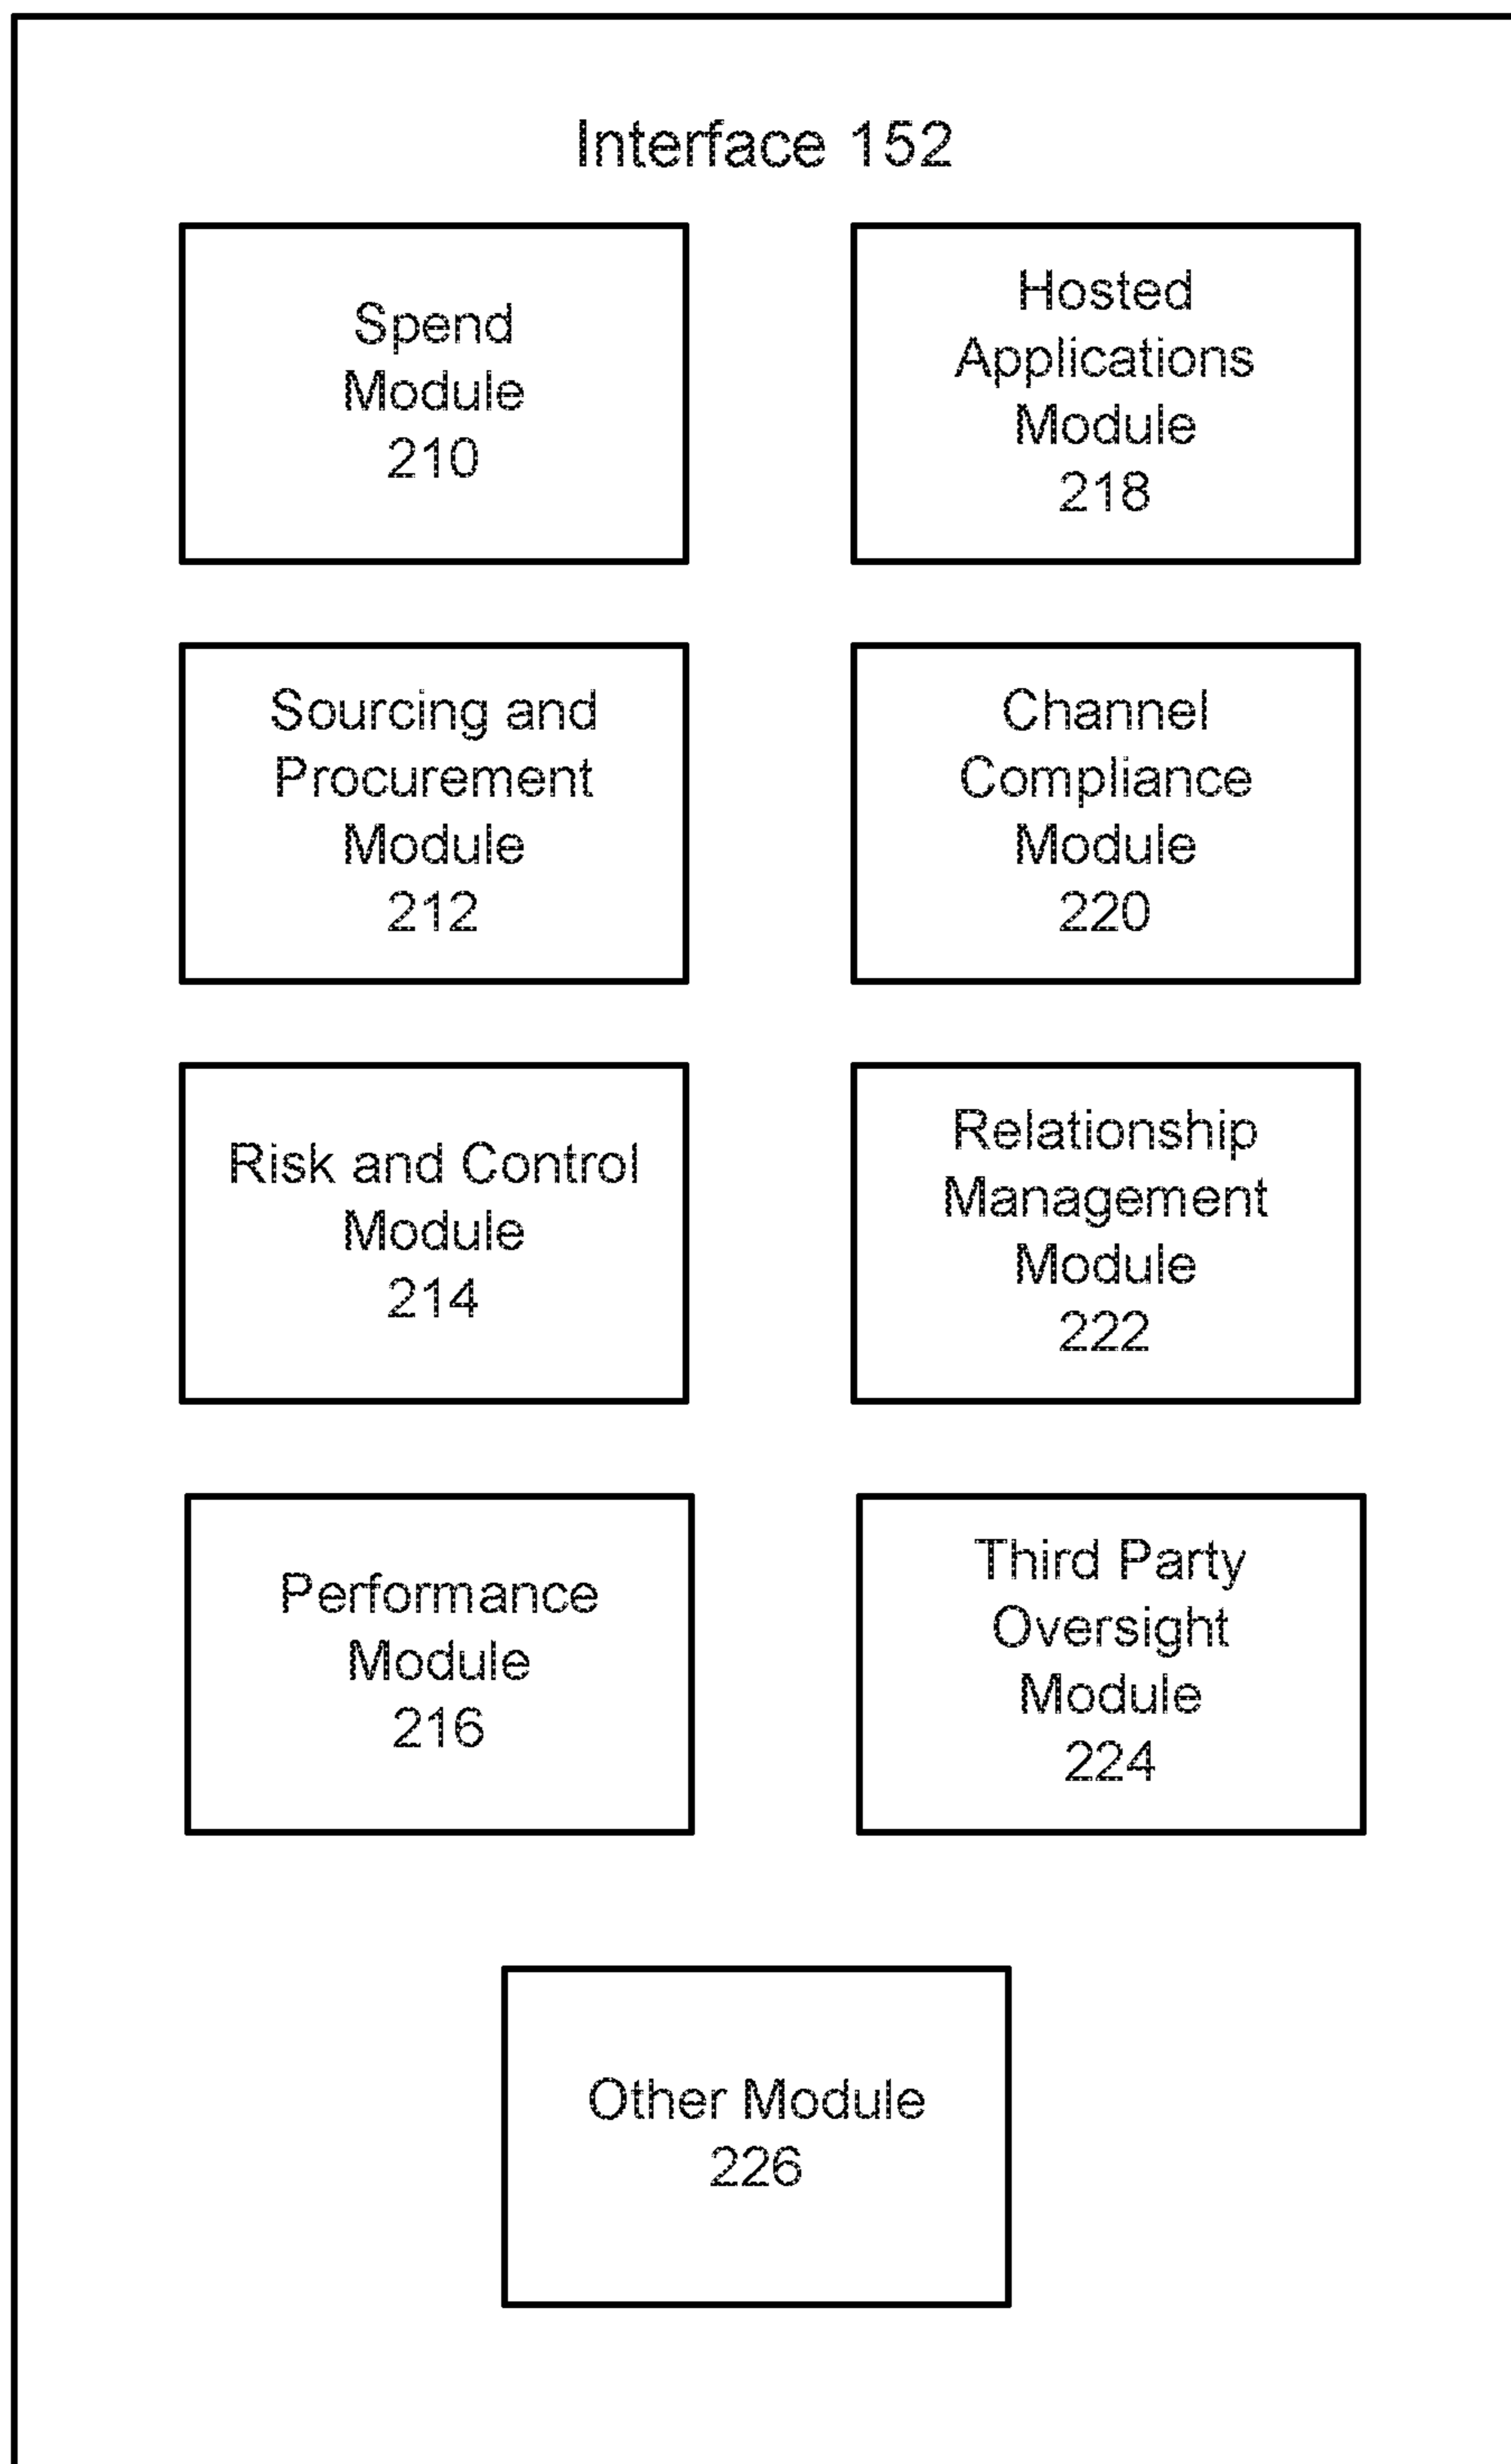 Interface 152
Spend
Module
210
Hosted
Applications
Module
218
Sourcing and
Procurement
Module
212
Channel
Compliance
Module
220
Risk and Control
Module
214
Relationship
Management
Module
222
Performance
Module
216
Third Party
Oversight
Module
224
Other Module
226